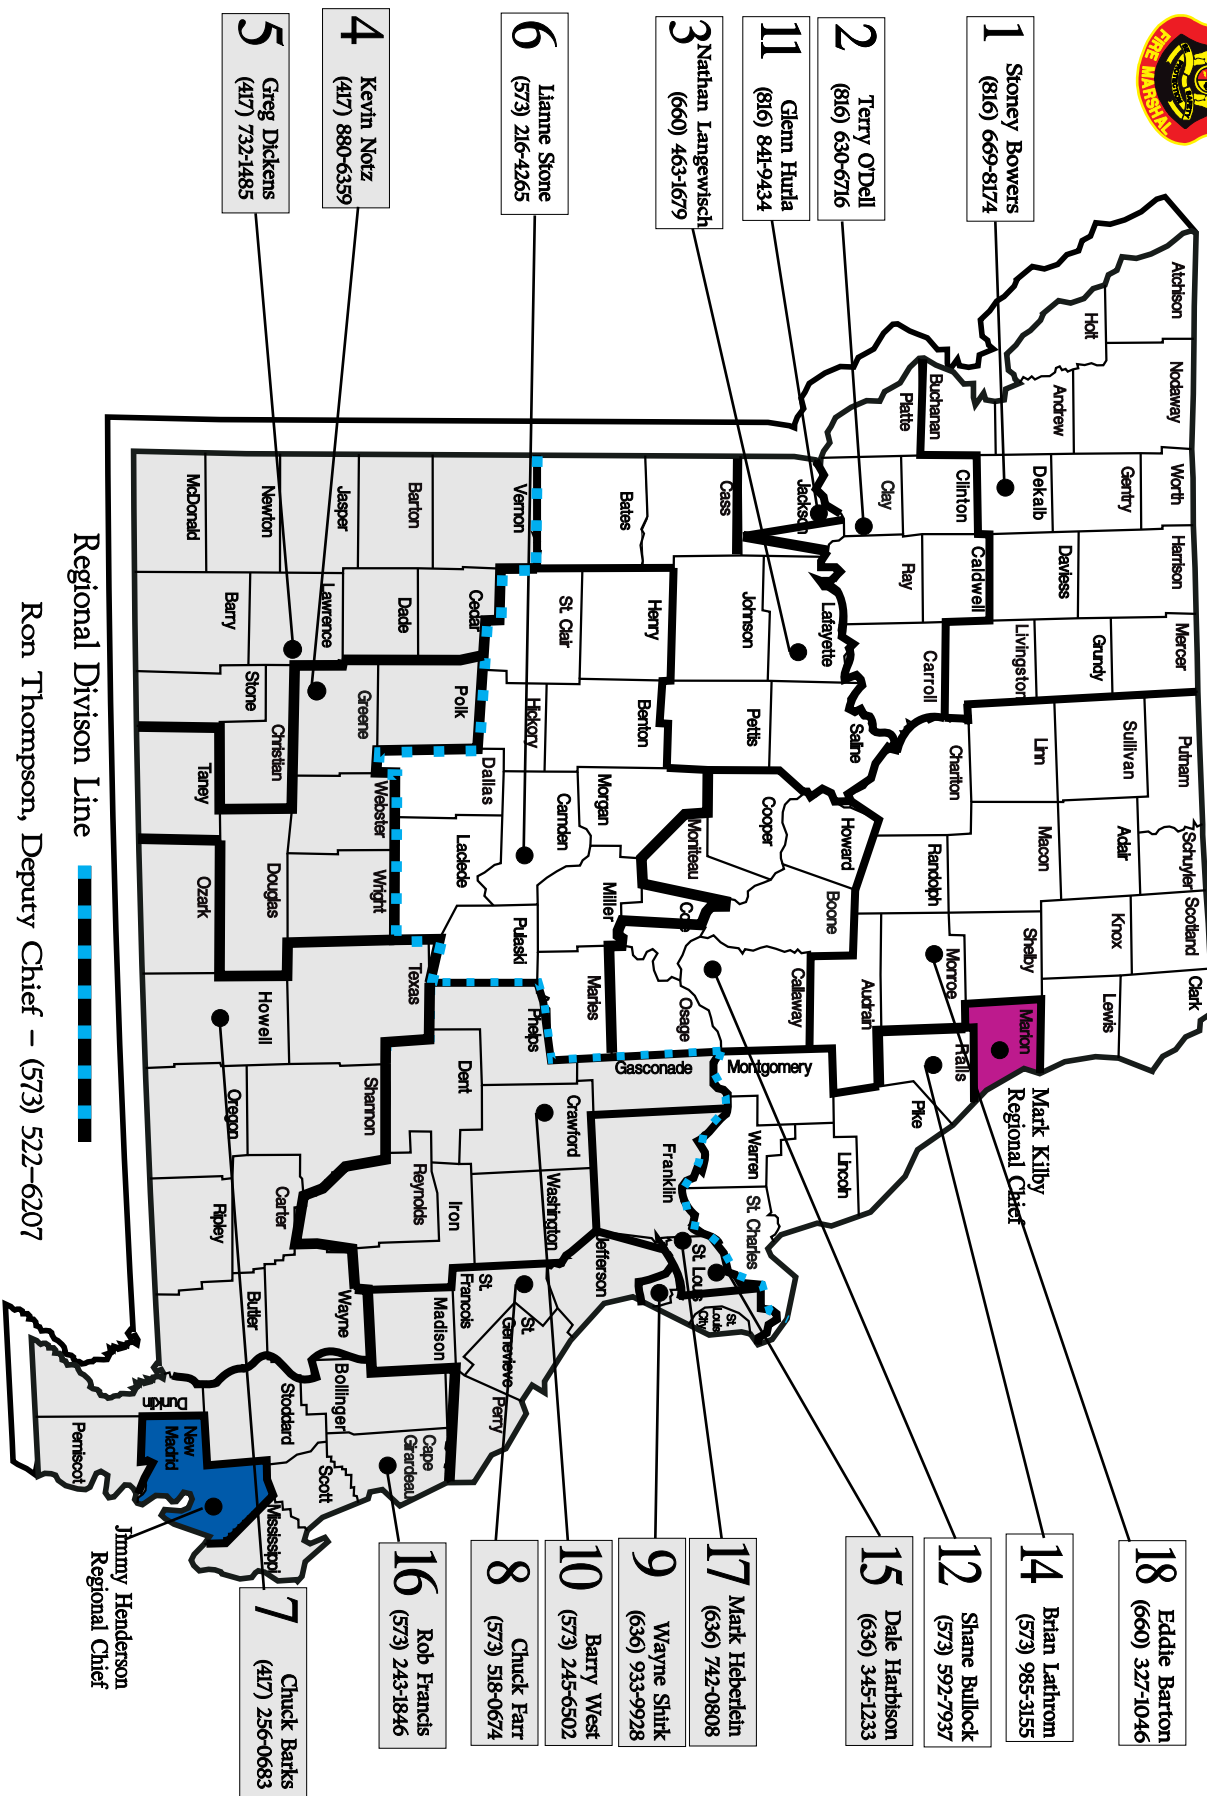 FIRE MARSHAL
1 Stoney Bowers
(816) 669-8174
2 Terry O'Dell
(816) 630-6716
11 Glenn Hurla
(816) 841-9434
3 Nathan Langewisch
(660) 463-1679
6 Lianne Stone
(573) 216-4265
4 Kevin Notz
(417) 880-6359
5 Greg Dickens
(417) 732-1485
Atchison
Nodaway
Worth
Harrison
Mercer
Putnam
Schuyler
Scotland
Clark
Holt
Andrew
Gentry
Dekalb
Daviess
Grundy
Livingston
Sullivan
Linn
Adair
Macon
Knox
Shelby
Lewis
Marion
Buchanan
Platte
Clinton
Clay
Caldwell
Ray
Carroll
Chariton
Randolph
Monroe
Ralls
Pike
Jackson
Cass
Lafayette
Johnson
Saline
Pettis
Howard
Cooper
Moniteau
Boone
Cole
Audrain
Callaway
Osage
Montgomery
Gasconade
Warren
Lincoln
St. Charles
Bates
Henry
Benton
Morgan
Miller
Maries
Vernon
St. Clair
Hickory
Camden
Pulaski
Phelps
Barton
Cedar
Polk
Dallas
Laclede
Jasper
Dade
Greene
Webster
Wright
Texas
Newton
Lawrence
Christian
Douglas
McDonald
Barry
Stone
Taney
Ozark
Howell
Dent
Crawford
Franklin
St. Louis
St
Louis
City
Washington
Jefferson
Shannon
Reynolds
Iron
St.
Francois
St.
Genevieve
Perry
Madison
Oregon
Carter
Ripley
Butler
Wayne
Bollinger
Cape
Girardeau
Stoddard
Scott
Mississippi
Dunklin
New
Madrid
Pemiscot
Mark Kilby
Regional Chief
Jimmy Henderson
Regional Chief
18 Eddie Barton
(660) 327-1046
14 Brian Lathrom
(573) 985-3155
12 Shane Bullock
(573) 592-7937
15 Dale Harbison
(636) 345-1233
17 Mark Heberlein
(636) 742-0808
9 Wayne Shirk
(636) 933-9928
10 Barry West
(573) 245-6502
8 Chuck Farr
(573) 518-0674
16 Rob Francis
(573) 243-1846
7 Chuck Barks
(417) 256-0683
Regional Divison Line
Ron Thompson, Deputy Chief - (573) 522-6207